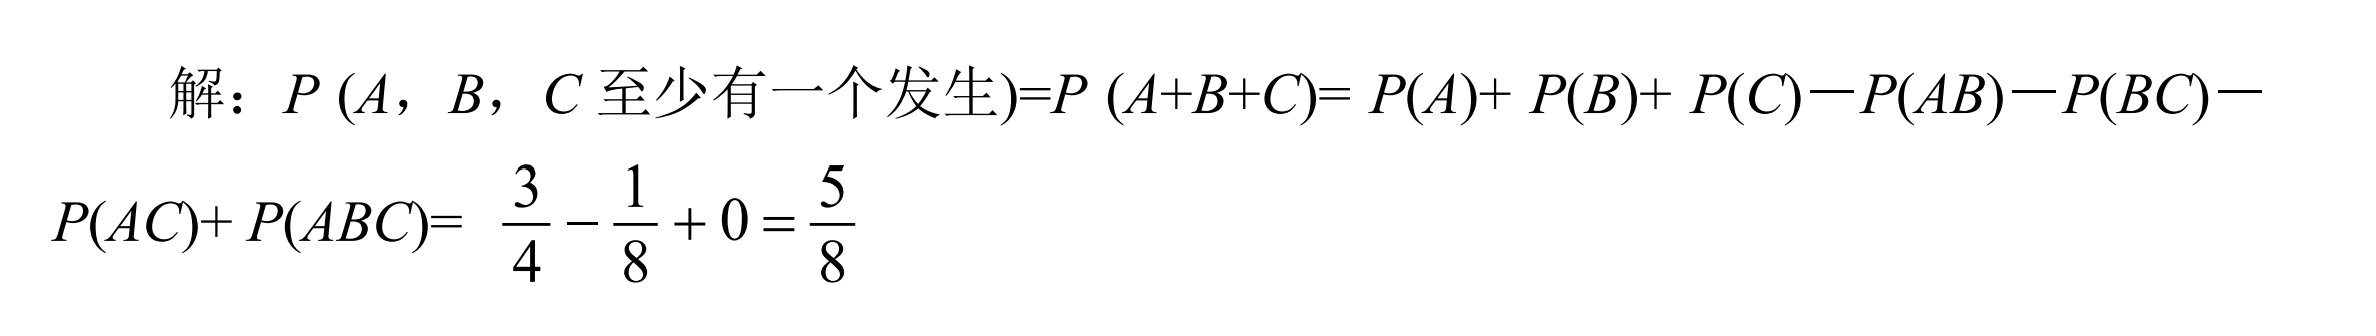 解：P (A，B，C 至少有一个发生)=P (A+B+C)= P(A)+ P(B)+ P(C)－P(AB)－P(BC)－
P(AC)+ P(ABC)= 3/4 − 1/8 + 0 = 5/8